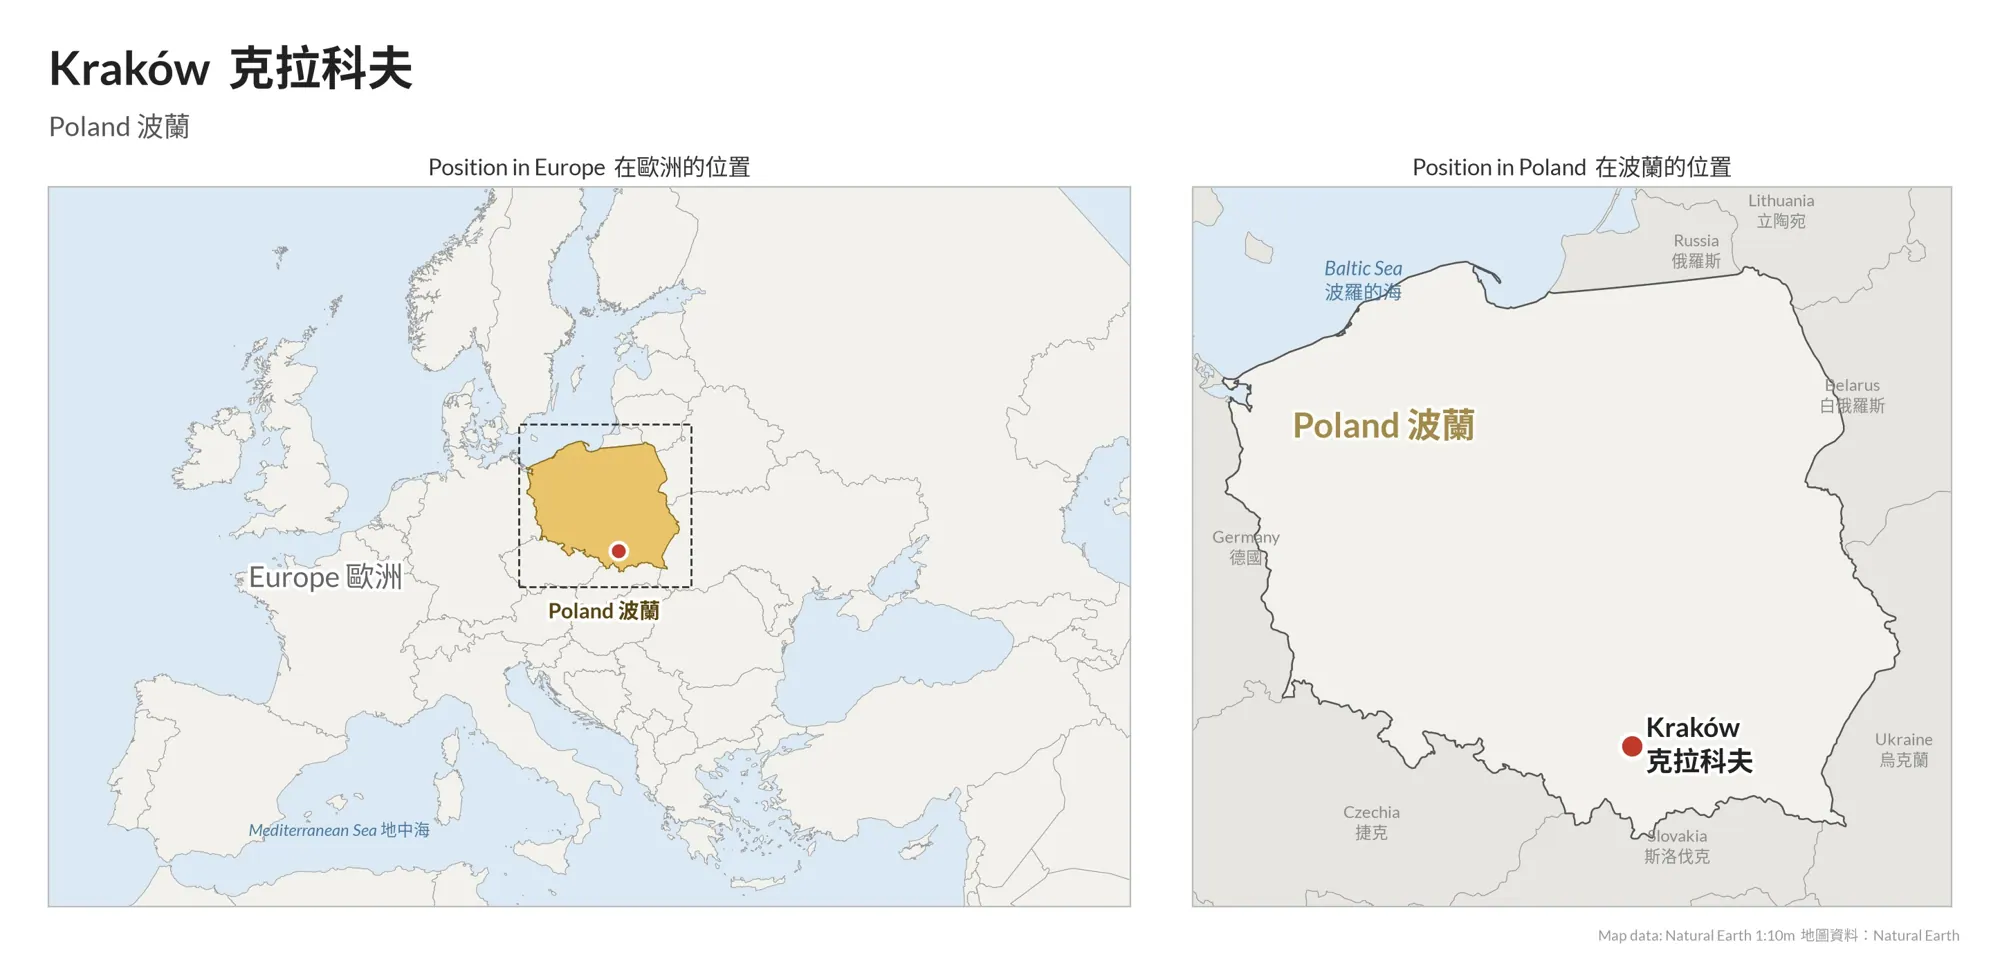 Kraków 克拉科夫
Poland 波蘭
Position in Europe 在歐洲的位置
Europe 歐洲
Poland 波蘭
Mediterranean Sea 地中海
Position in Poland 在波蘭的位置
Lithuania
立陶宛
Russia
俄羅斯
Baltic Sea
波羅的海
Belarus
白俄羅斯
Poland 波蘭
Germany
德國
Kraków
克拉科夫
Ukraine
烏克蘭
Czechia
捷克
Slovakia
斯洛伐克
Map data: Natural Earth 1:10m 地圖資料：Natural Earth